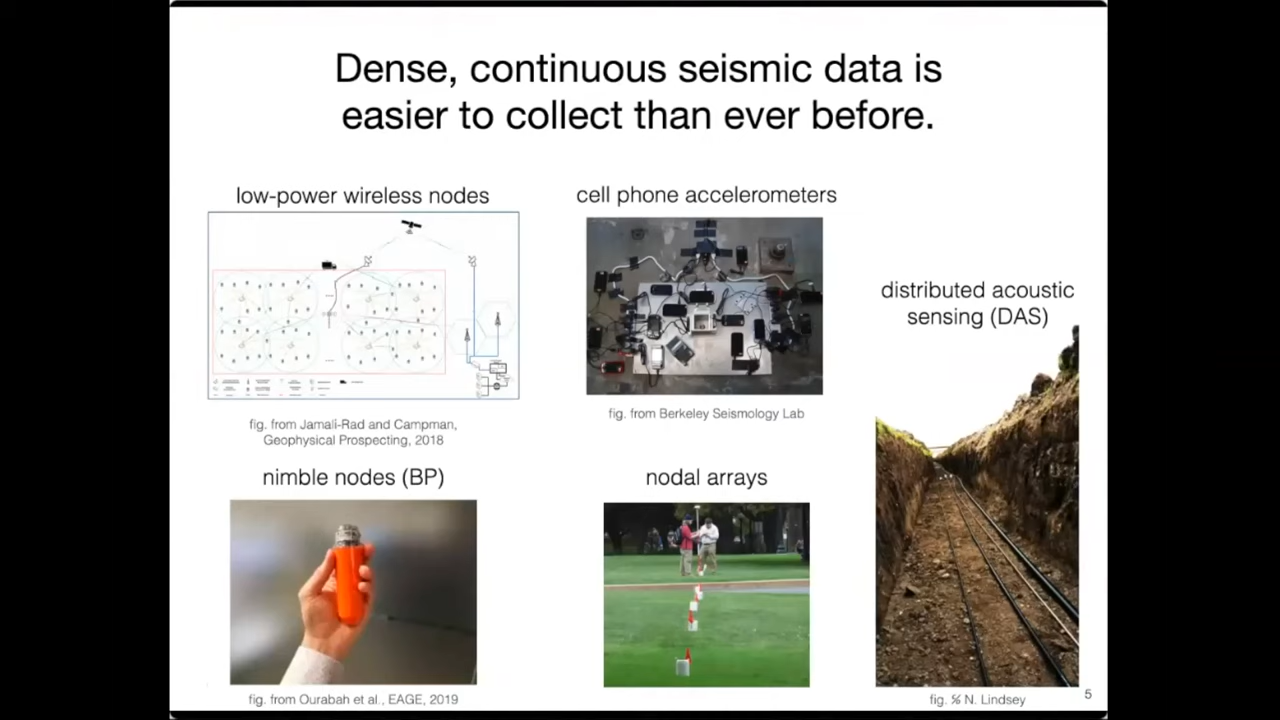 Dense, continuous seismic data is
easier to collect than ever before.
low-power wireless nodes
fig. from Jamali-Rad and Campman,
Geophysical Prospecting, 2018
cell phone accelerometers
fig. from Berkeley Seismology Lab
distributed acoustic
sensing (DAS)
nimble nodes (BP)
fig. from Ourabah et al., EAGE, 2019
nodal arrays
fig. ℅ N. Lindsey
5